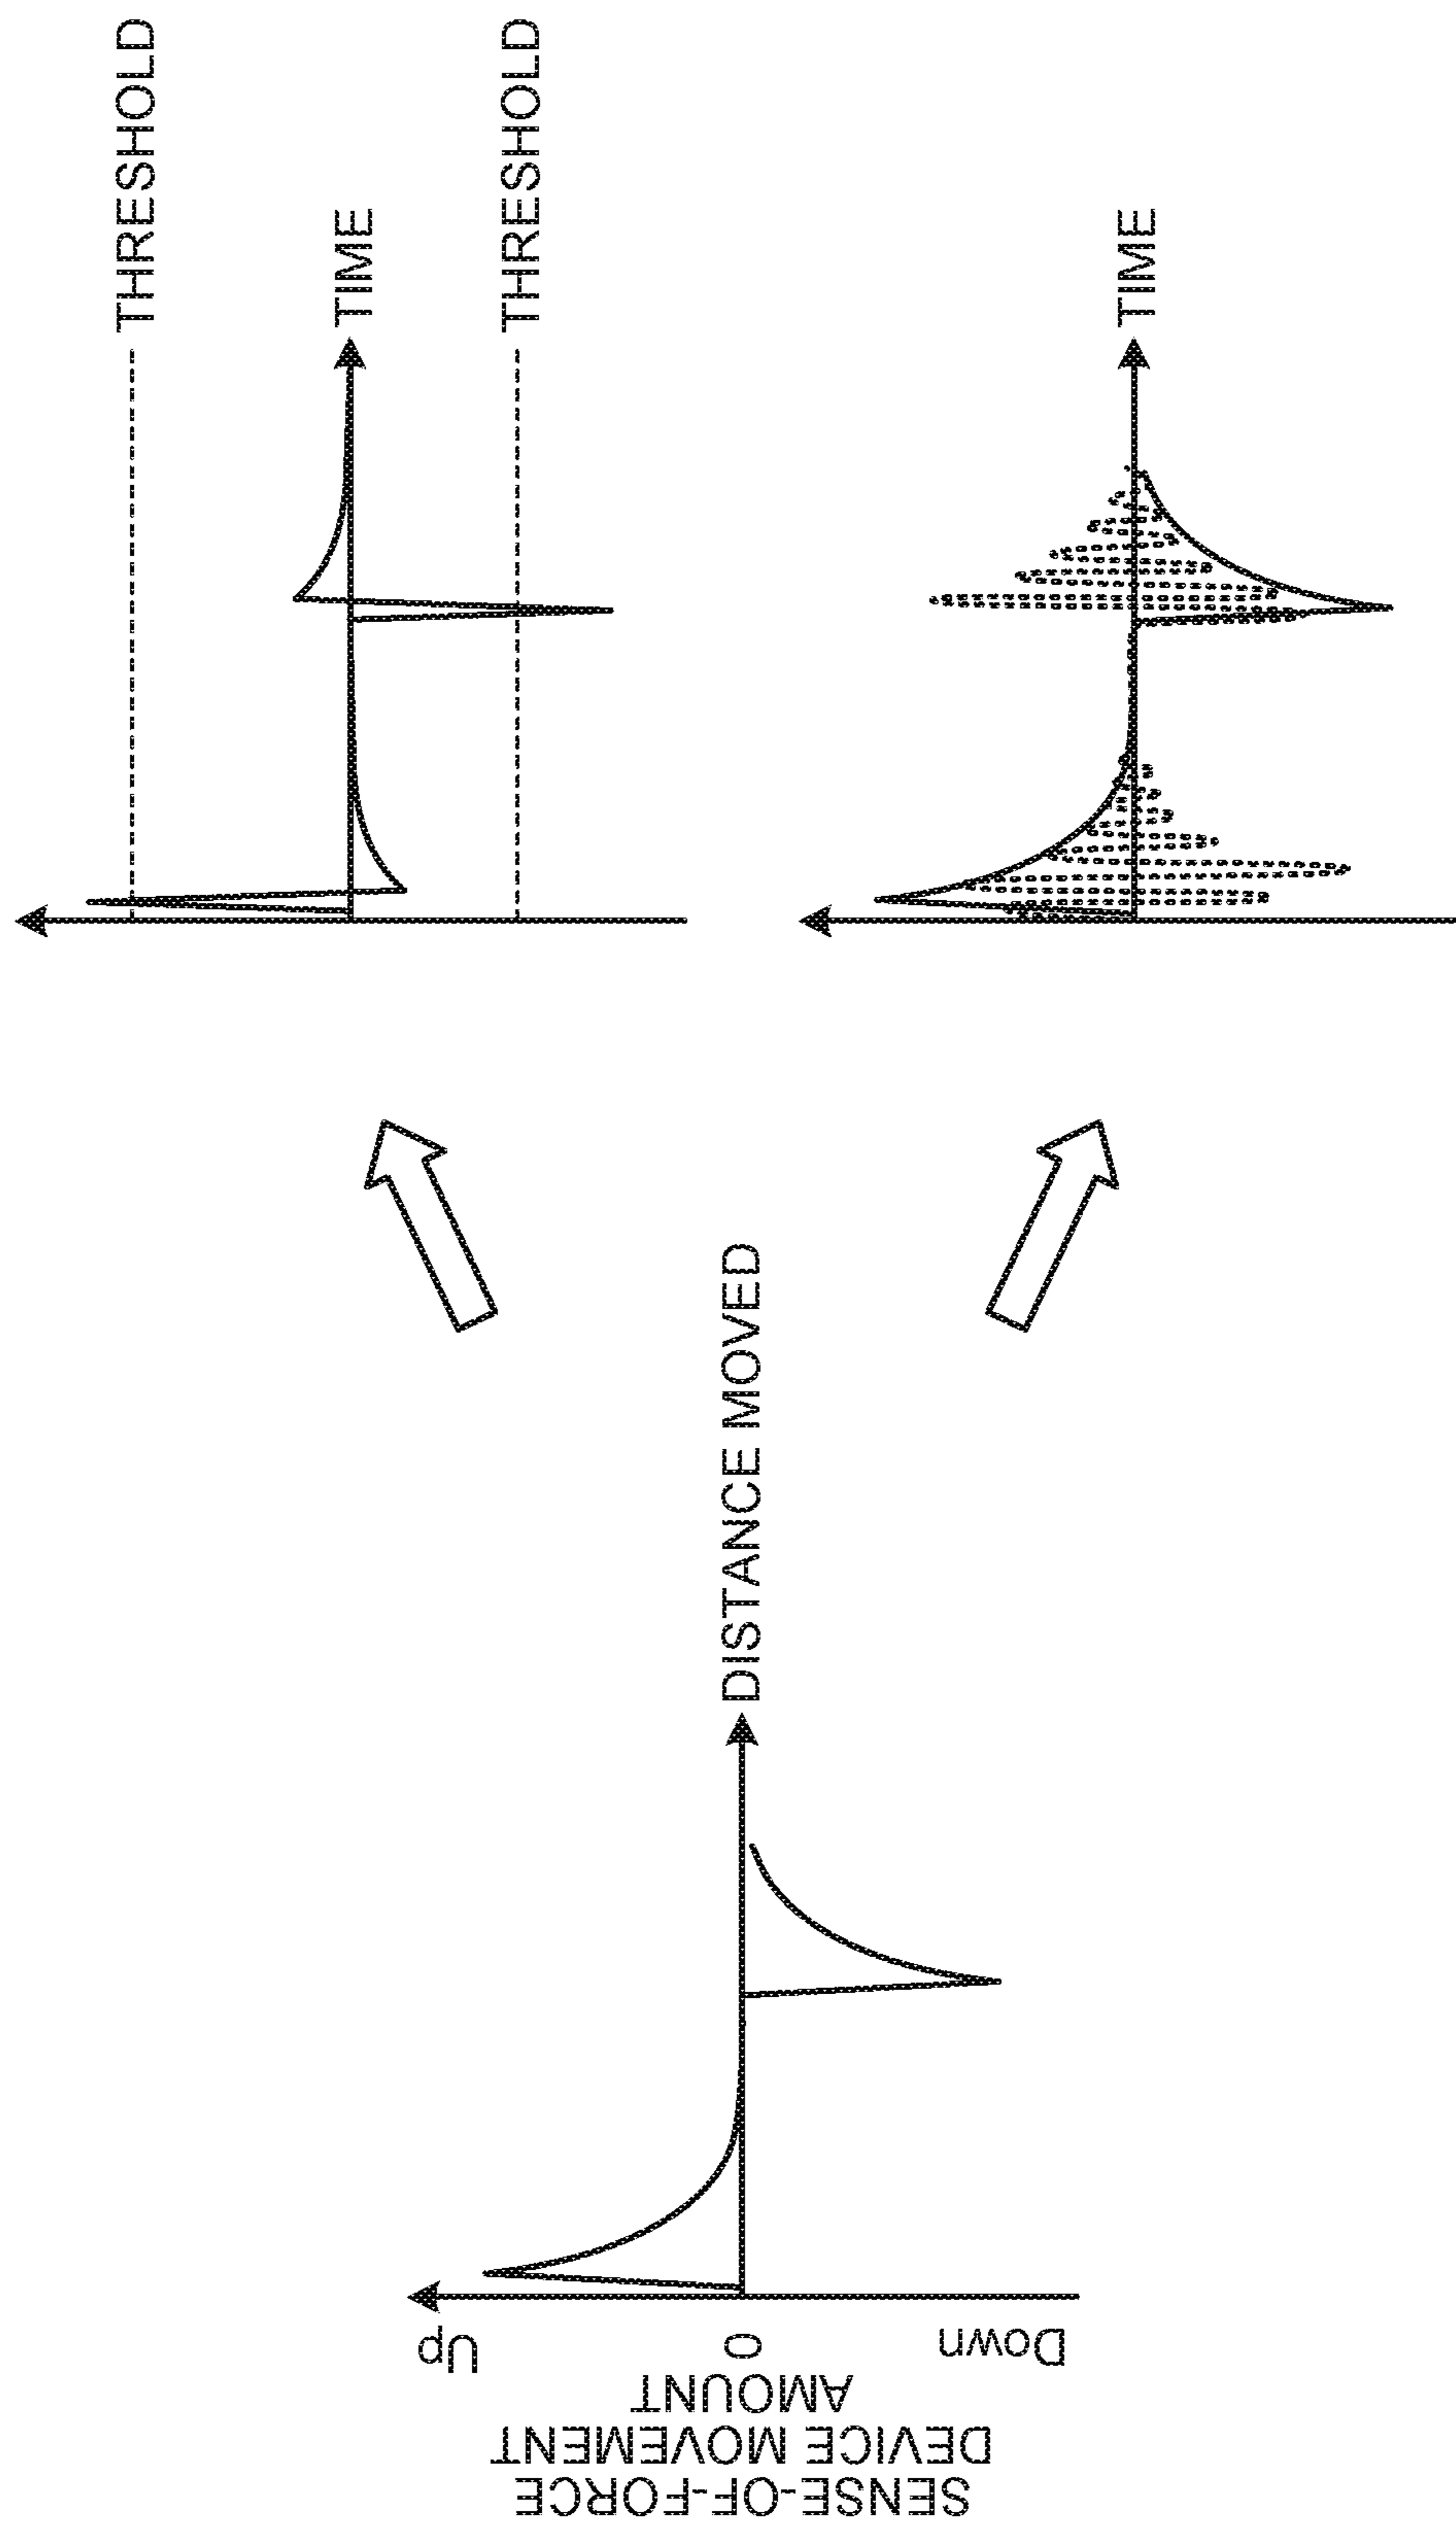 SENSE-OF-FORCE
DEVICE MOVEMENT
AMOUNT
Up
0
Down
DISTANCE MOVED
THRESHOLD
TIME
THRESHOLD
TIME